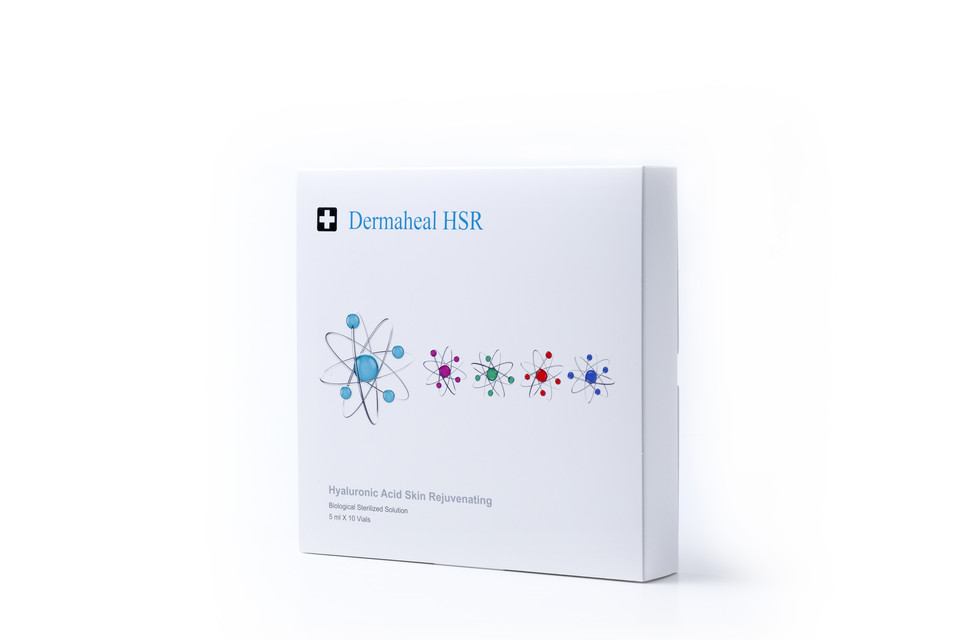 Dermaheal HSR
Hyaluronic Acid Skin Rejuvenating
Biological Sterilized Solution
5 ml X 10 Vials